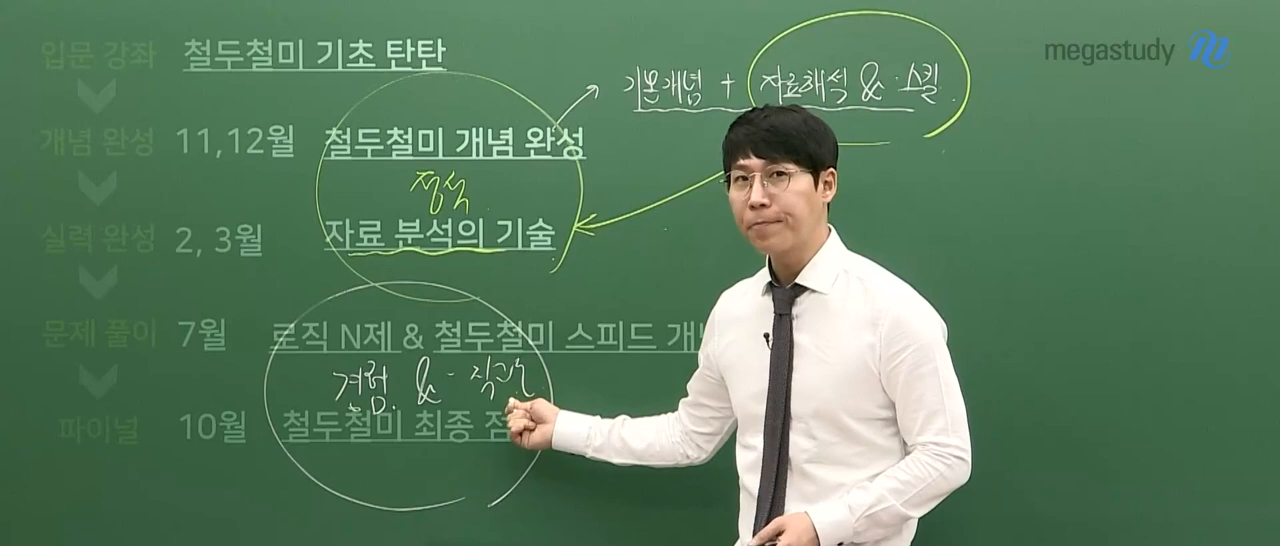 megastudy
입문 강좌 철두철미 기초 탄탄
기본개념 + 자료해석 & 스킬
개념 완성 11,12월 철두철미 개념 완성
정석
실력 완성 2, 3월 자료 분석의 기술
문제 풀이 7월 로직 N제 & 철두철미 스피드 개
경험 & 직관
파이널 10월 철두철미 최종 점